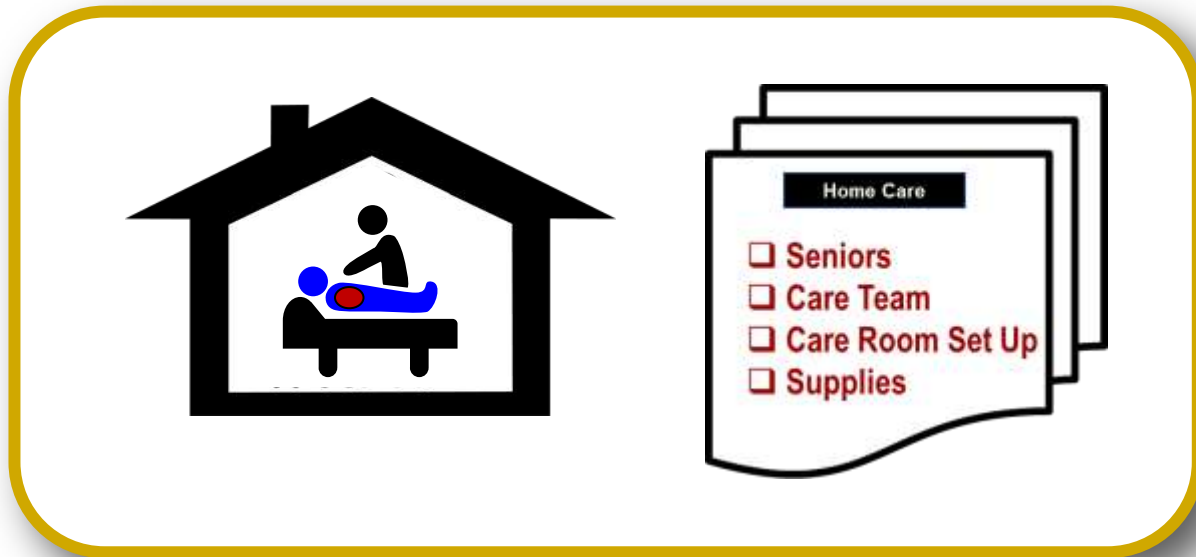 Home Care
Seniors
Care Team
Care Room Set Up
Supplies